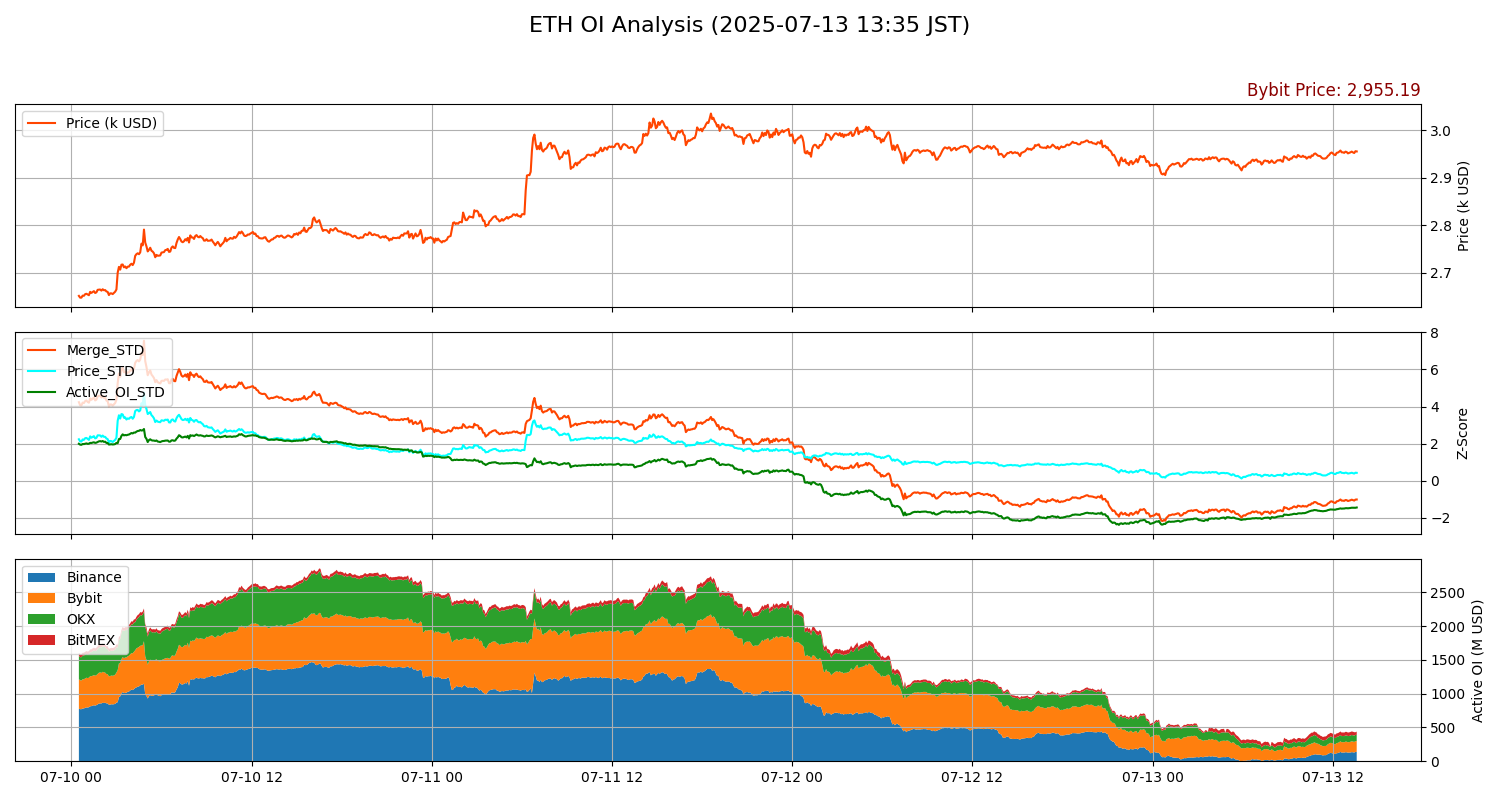 ETH OI Analysis (2025-07-13 13:35 JST)
Bybit Price: 2,955.19
Price (k USD)
3.0
2.9
2.8
2.7
Price (k USD)
Merge_STD
Price_STD
Active_OI_STD
8
6
4
2
0
−2
Z-Score
Binance
Bybit
OKX
BitMEX
2500
2000
1500
1000
500
0
Active OI (M USD)
07-10 00
07-10 12
07-11 00
07-11 12
07-12 00
07-12 12
07-13 00
07-13 12